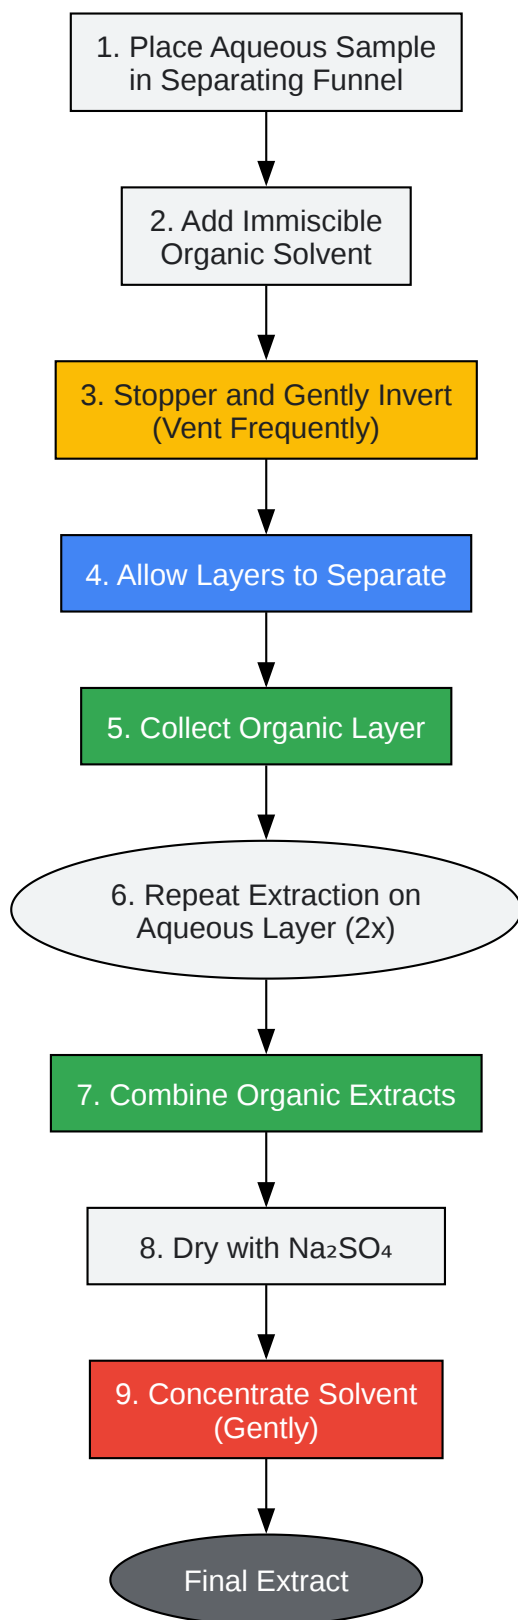 1. Place Aqueous Sample
in Separating Funnel
2. Add Immiscible
Organic Solvent
3. Stopper and Gently Invert
(Vent Frequently)
4. Allow Layers to Separate
5. Collect Organic Layer
6. Repeat Extraction on
Aqueous Layer (2x)
7. Combine Organic Extracts
8. Dry with Na₂SO₄
9. Concentrate Solvent
(Gently)
Final Extract